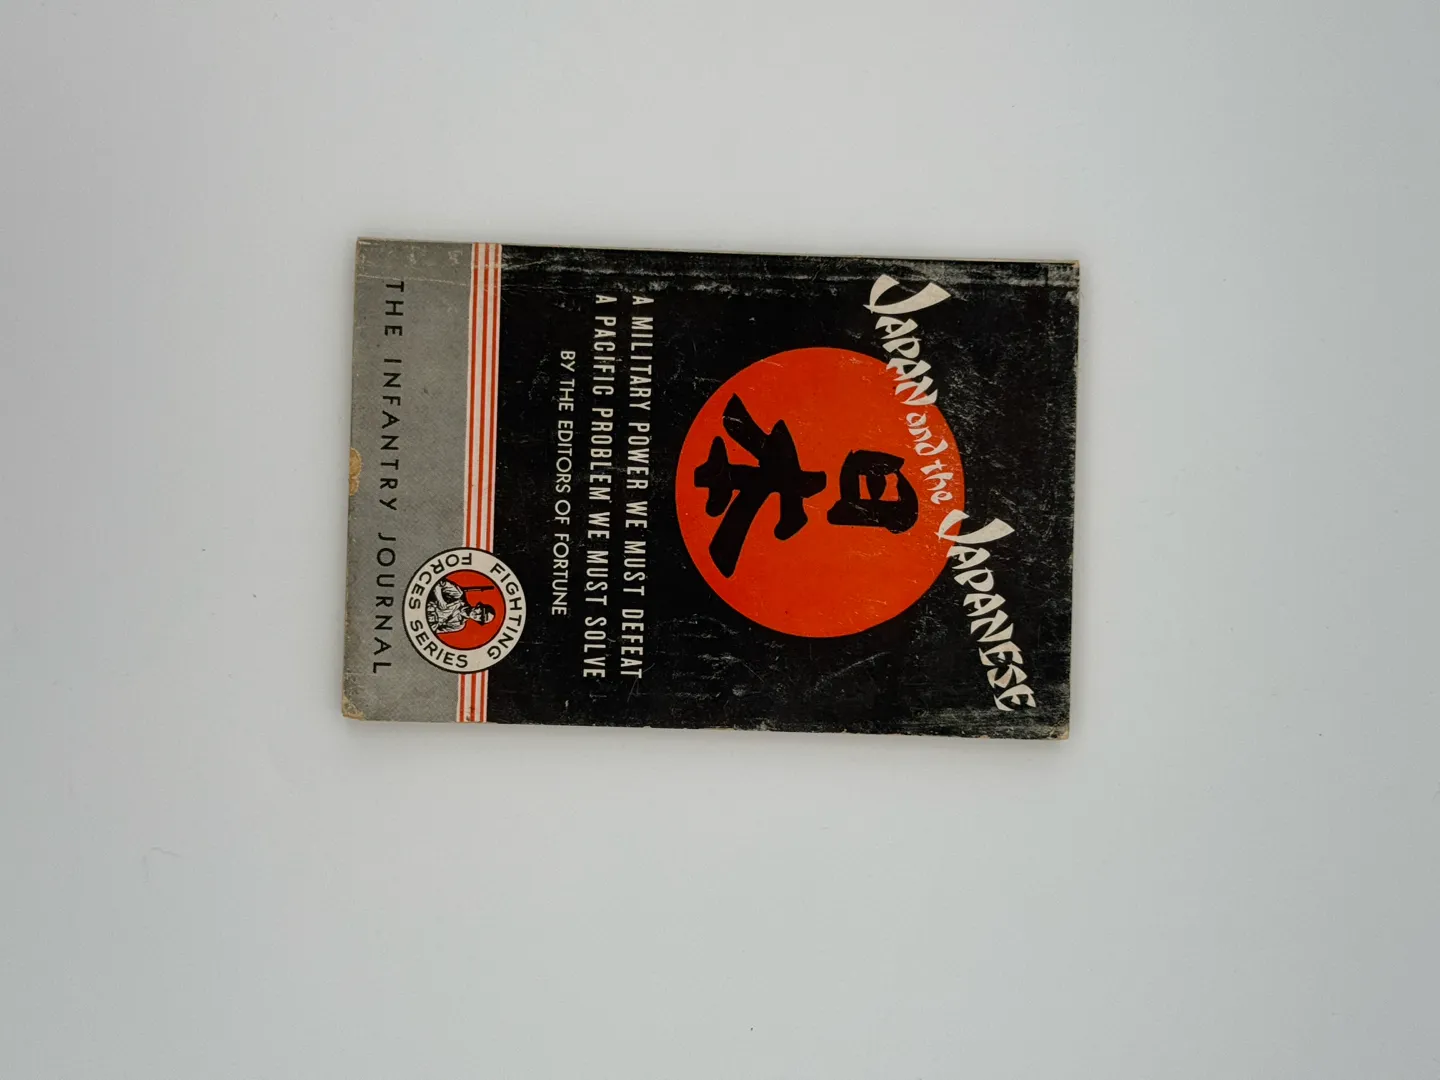 JAPAN and the JAPANESE
日本
A MILITARY POWER WE MUST DEFEAT
A PACIFIC PROBLEM WE MUST SOLVE
BY THE EDITORS OF FORTUNE
FIGHTING FORCES SERIES
THE INFANTRY JOURNAL